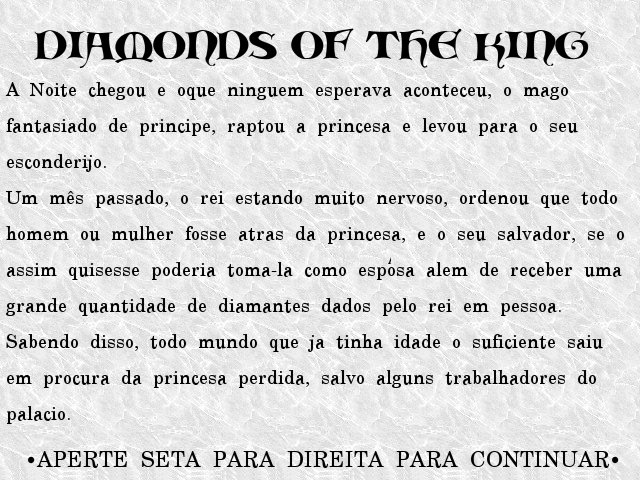 DIAMONDS OF THE KING
A Noite chegou e oque ninguem esperava aconteceu, o mago
fantasiado de principe, raptou a princesa e levou para o seu
esconderijo.
Um mês passado, o rei estando muito nervoso, ordenou que todo
homem ou mulher fosse atras da princesa, e o seu salvador, se o
assim quisesse poderia toma-la como espósa alem de receber uma
grande quantidade de diamantes dados pelo rei em pessoa.
Sabendo disso, todo mundo que ja tinha idade o suficiente saiu
em procura da princesa perdida, salvo alguns trabalhadores do
palacio.
•APERTE SETA PARA DIREITA PARA CONTINUAR•